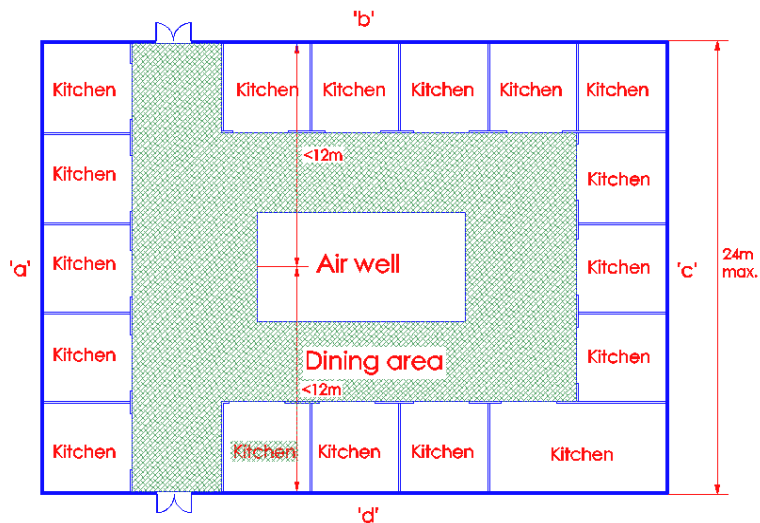 'b'
Kitchen Kitchen Kitchen Kitchen Kitchen Kitchen
<12m
Kitchen Kitchen
'a' Kitchen Air well Kitchen 'c' 24m
max.
Kitchen Dining area Kitchen
<12m
Kitchen Kitchen Kitchen Kitchen Kitchen
'd'